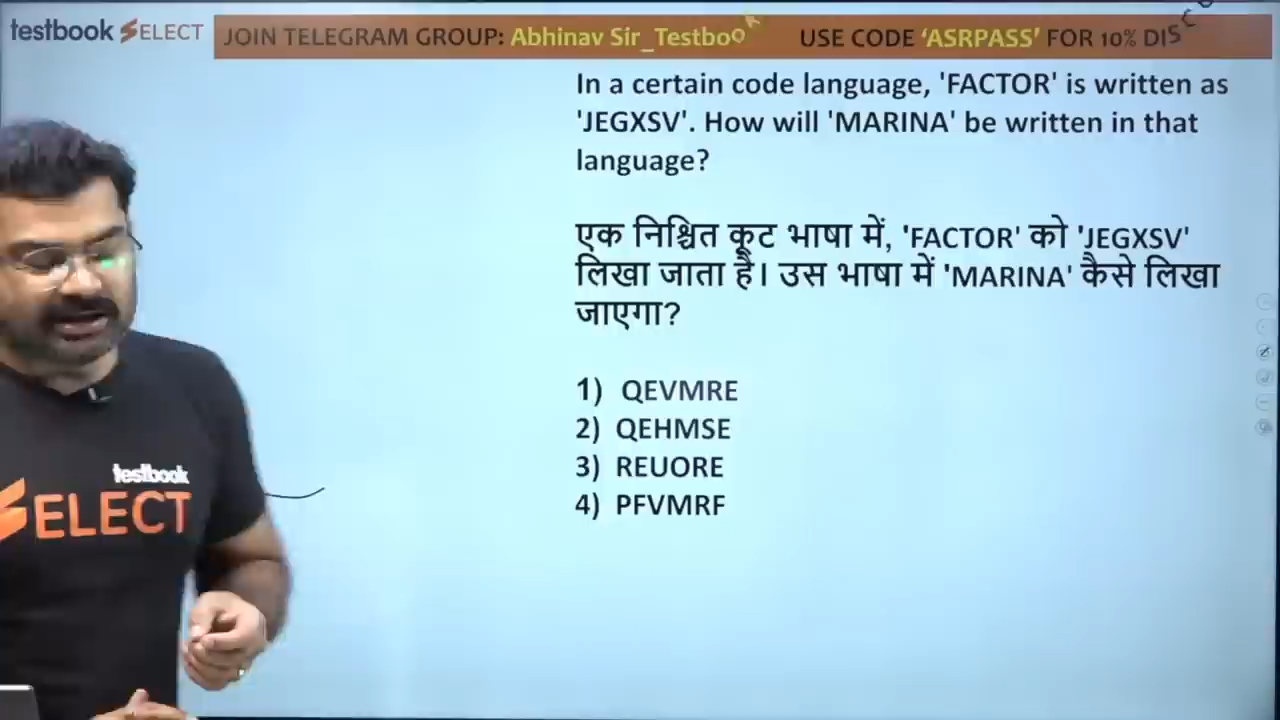 testbook SELECT
JOIN TELEGRAM GROUP: Abhinav Sir_Testboo
USE CODE ‘ASRPASS’ FOR 10% DISCO
In a certain code language, 'FACTOR' is written as
'JEGXSV'. How will 'MARINA' be written in that
language?
एक निश्चित कूट भाषा में, 'FACTOR' को 'JEGXSV'
लिखा जाता है। उस भाषा में 'MARINA' कैसे लिखा
जाएगा?
1) QEVMRE
2) QEHMSE
3) REUORE
4) PFVMRF
testbook
SELECT